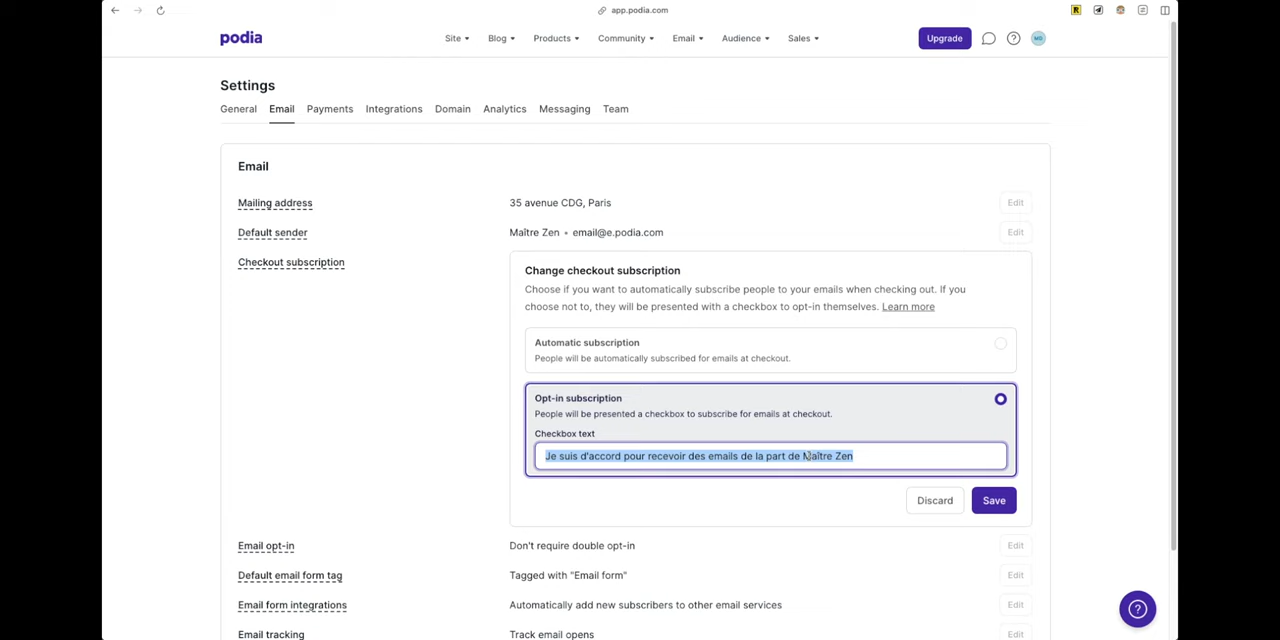 app.podia.com
podia
Site Blog Products Community Email Audience Sales Upgrade MD
Settings
General Email Payments Integrations Domain Analytics Messaging Team
Email
Mailing address 35 avenue CDG, Paris Edit
Default sender Maître Zen • email@e.podia.com Edit
Checkout subscription
Change checkout subscription
Choose if you want to automatically subscribe people to your emails when checking out. If you
choose not to, they will be presented with a checkbox to opt-in themselves. Learn more
Automatic subscription
People will be automatically subscribed for emails at checkout.
Opt-in subscription
People will be presented a checkbox to subscribe for emails at checkout.
Checkbox text
Je suis d'accord pour recevoir des emails de la part de Maître Zen
Discard Save
Email opt-in Don't require double opt-in Edit
Default email form tag Tagged with "Email form" Edit
Email form integrations Automatically add new subscribers to other email services Edit
Email tracking Track email opens Edit